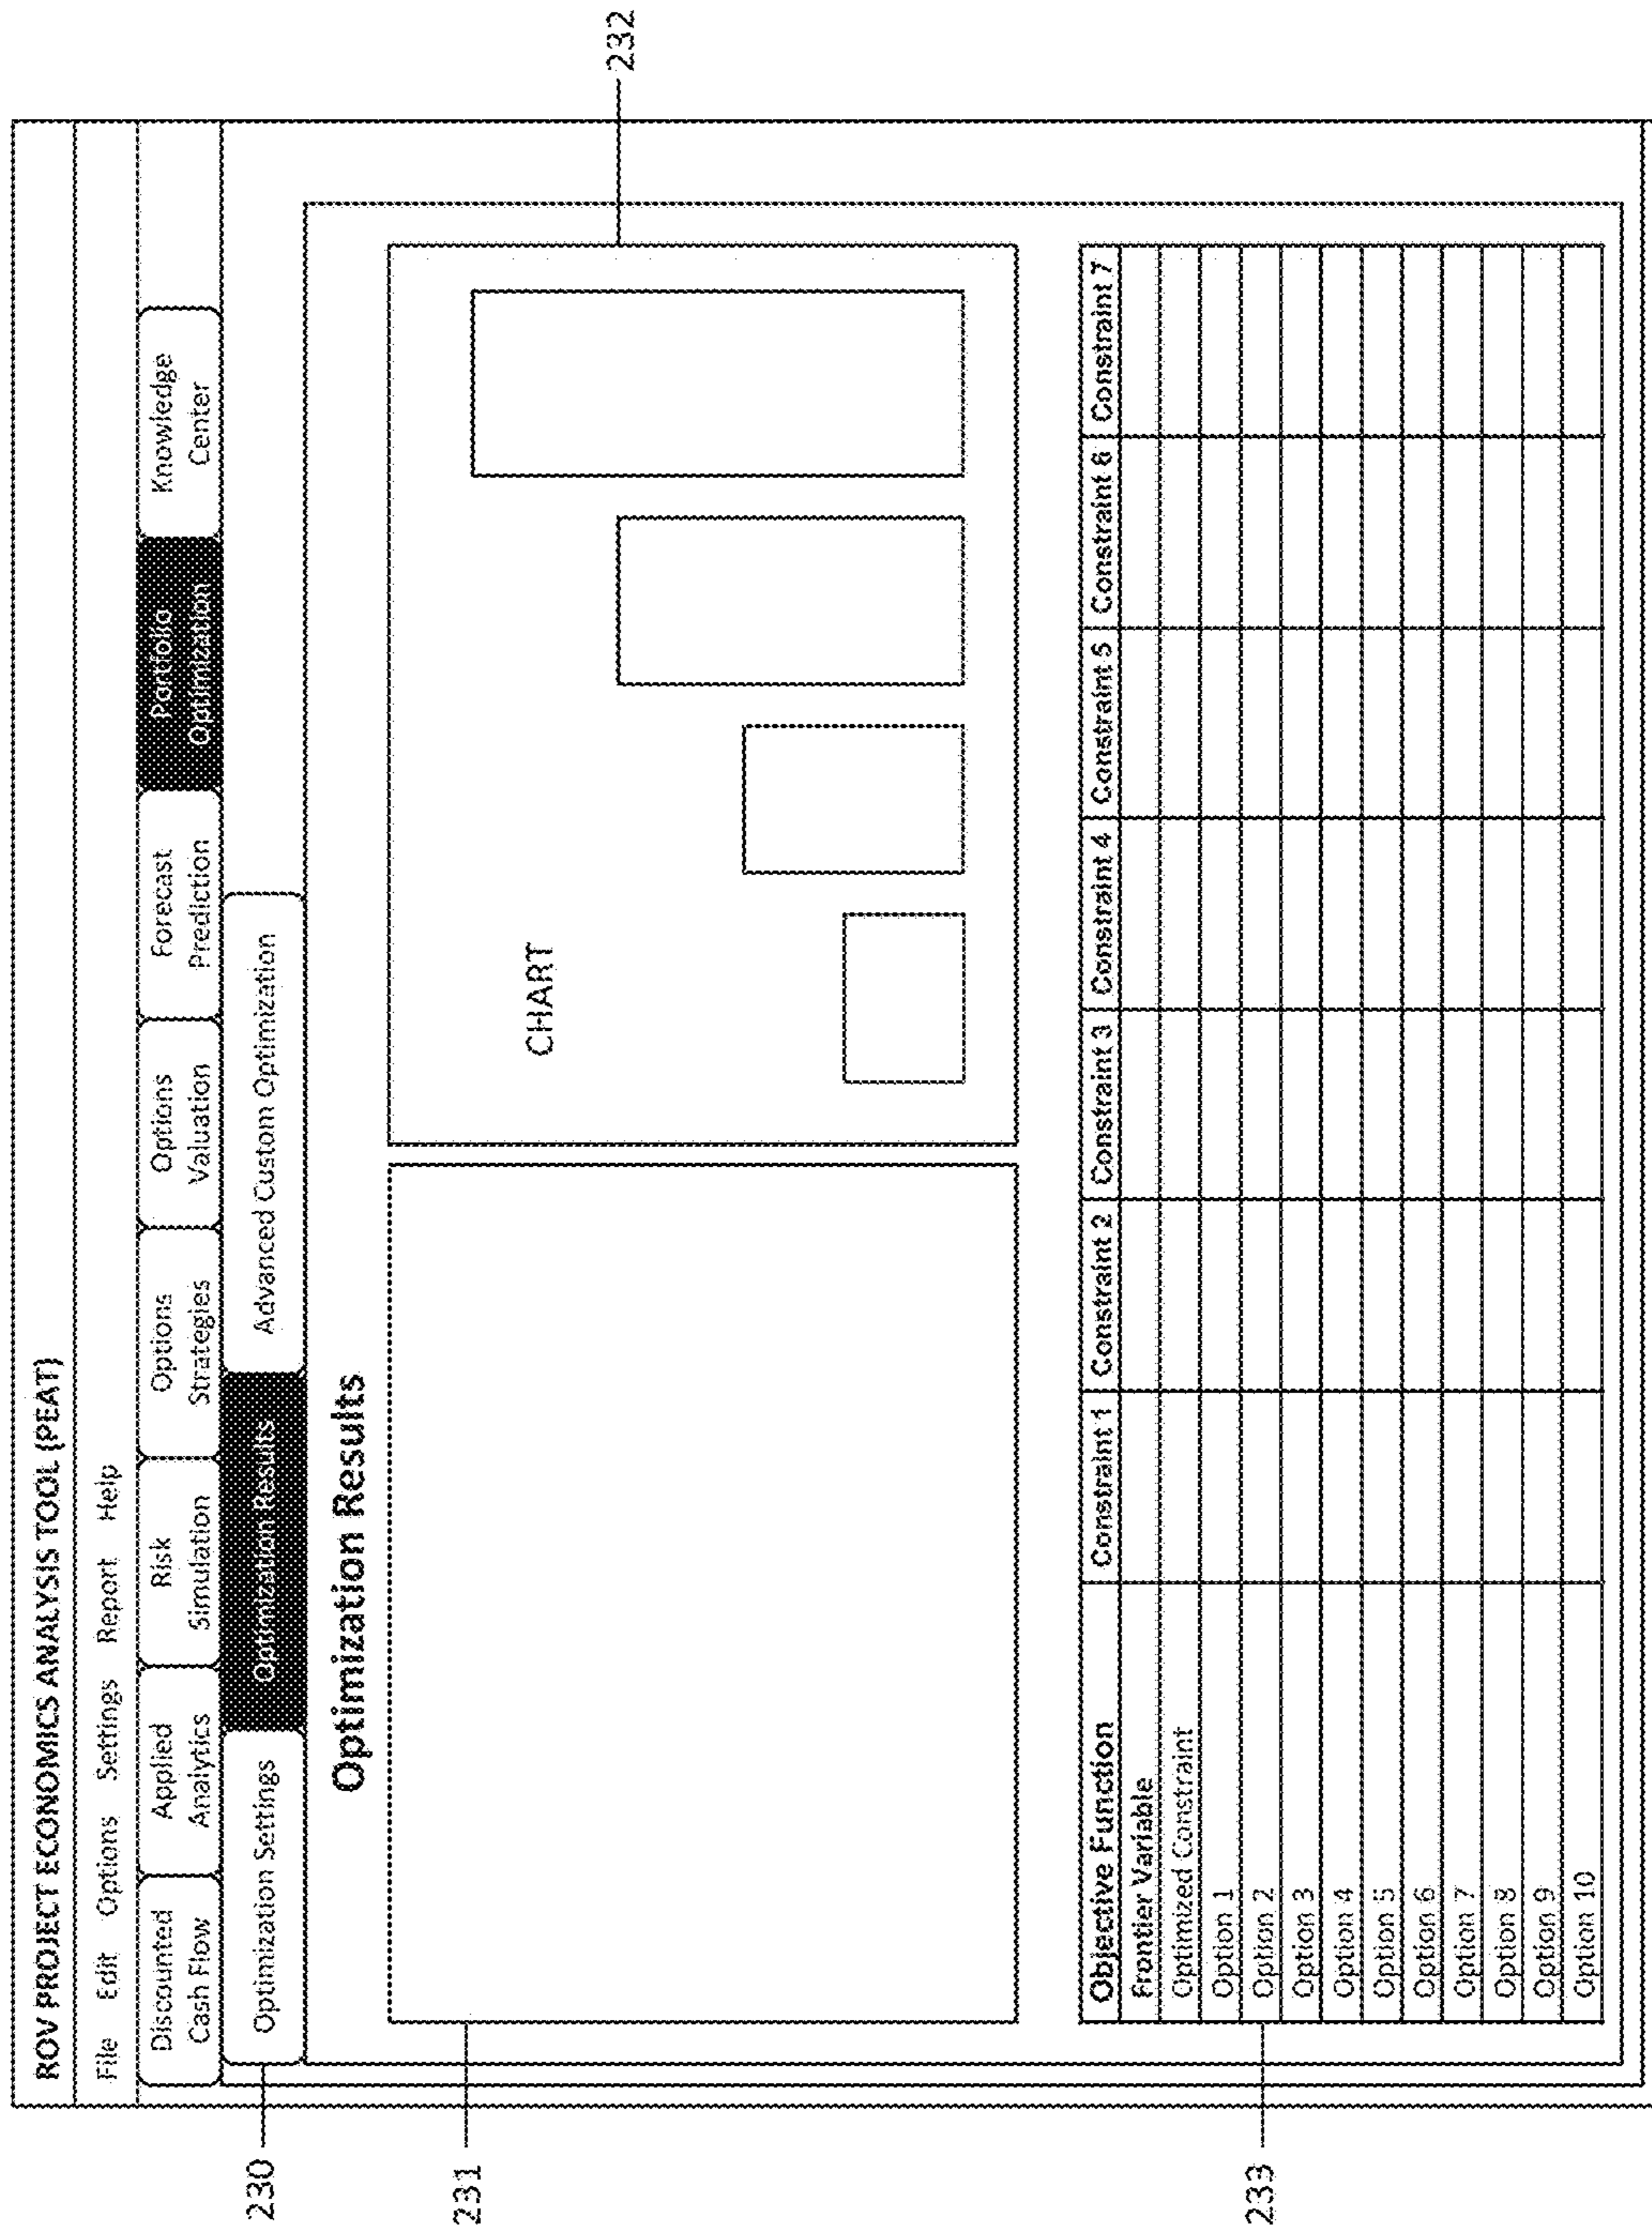 ROV PROJECT ECONOMICS ANALYSIS TOOL (PEAT)
File Edit Options Settings Report Help
Discounted Cash Flow
Applied Analytics
Risk Simulation
Options Strategies
Options Valuation
Forecast Prediction
Portfolio Optimization
Knowledge Center
230
Optimization Settings
Optimization Results
Advanced Custom Optimization
Optimization Results
231
CHART
232
233
Objective Function Constraint 1 Constraint 2 Constraint 3 Constraint 4 Constraint 5 Constraint 6 Constraint 7
Frontier Variable
Optimized Constraint
Option 1
Option 2
Option 3
Option 4
Option 5
Option 6
Option 7
Option 8
Option 9
Option 10